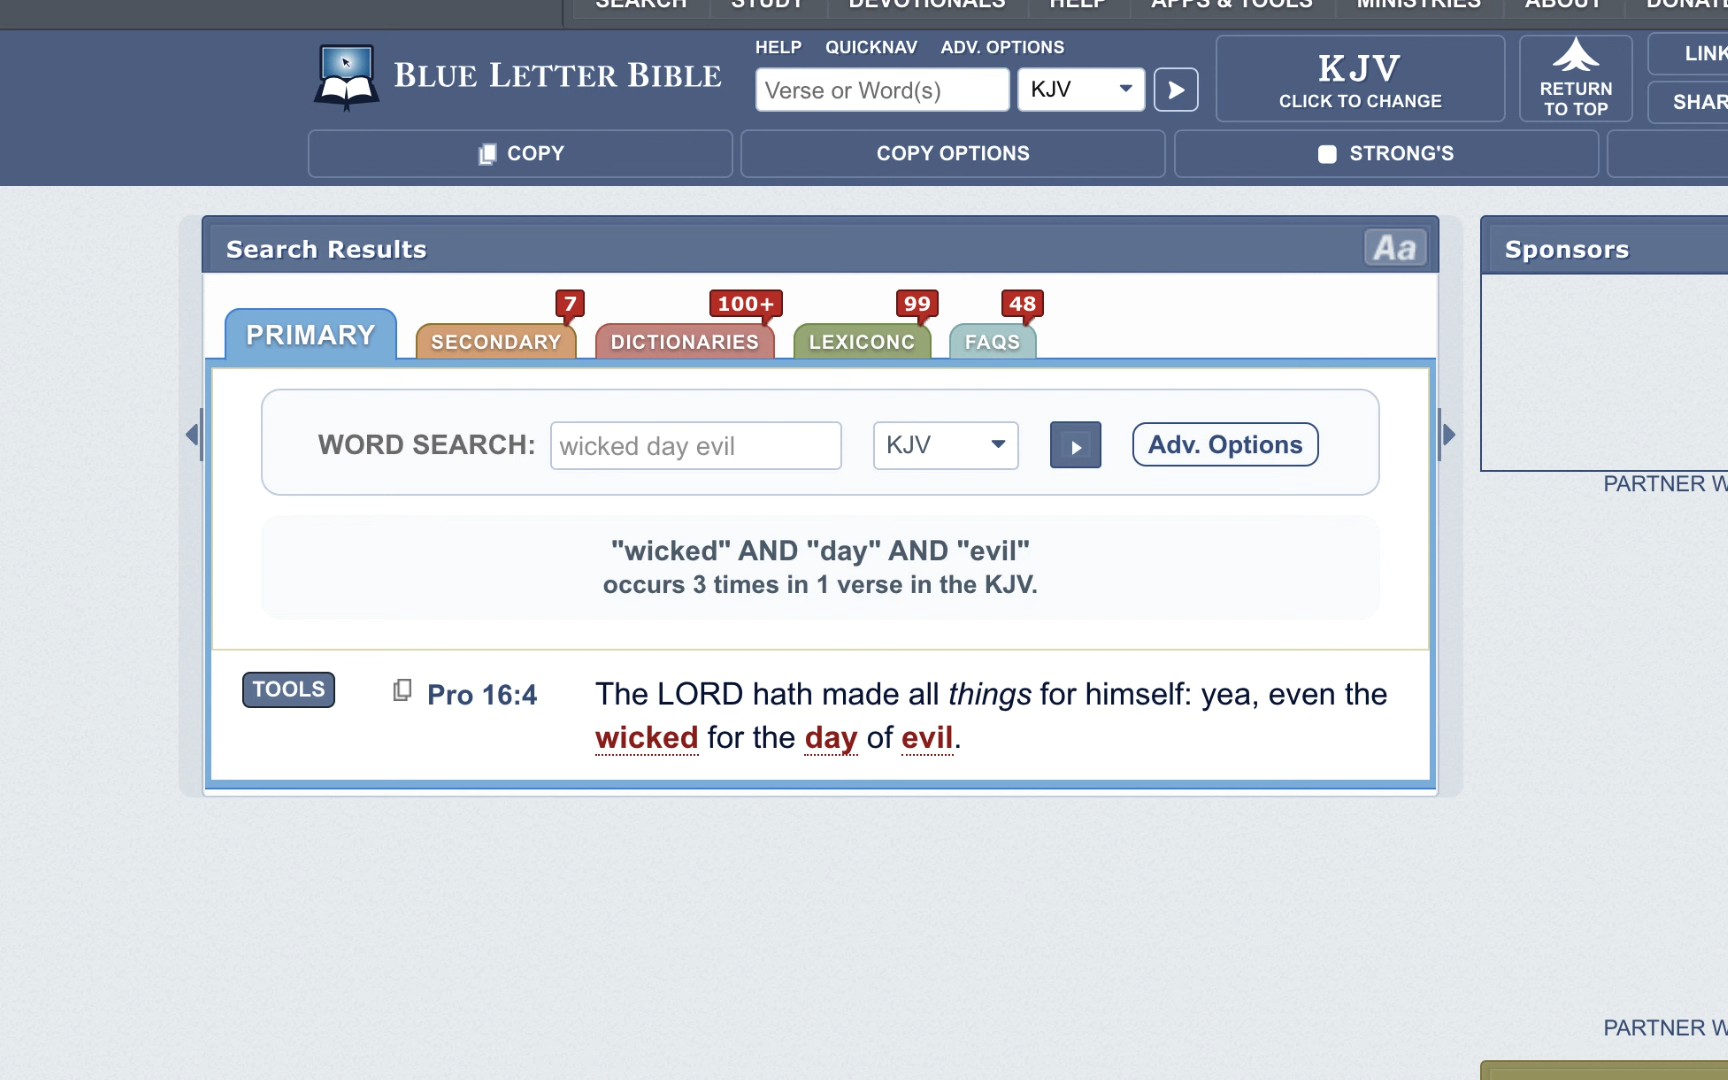 SEARCH STUDY DEVOTIONALS HELP APPS & TOOLS MINISTRIES ABOUT
BLUE LETTER BIBLE
HELP QUICKNAV ADV. OPTIONS
Verse or Word(s) KJV
KJV
CLICK TO CHANGE
RETURN
TO TOP
COPY COPY OPTIONS STRONG'S
Search Results Aa
Sponsors
7 100+ 99 48
PRIMARY SECONDARY DICTIONARIES LEXICONC FAQS
WORD SEARCH: wicked day evil KJV Adv. Options
PARTNER
"wicked" AND "day" AND "evil"
occurs 3 times in 1 verse in the KJV.
TOOLS Pro 16:4 The LORD hath made all things for himself: yea, even the
wicked for the day of evil.
PARTNER